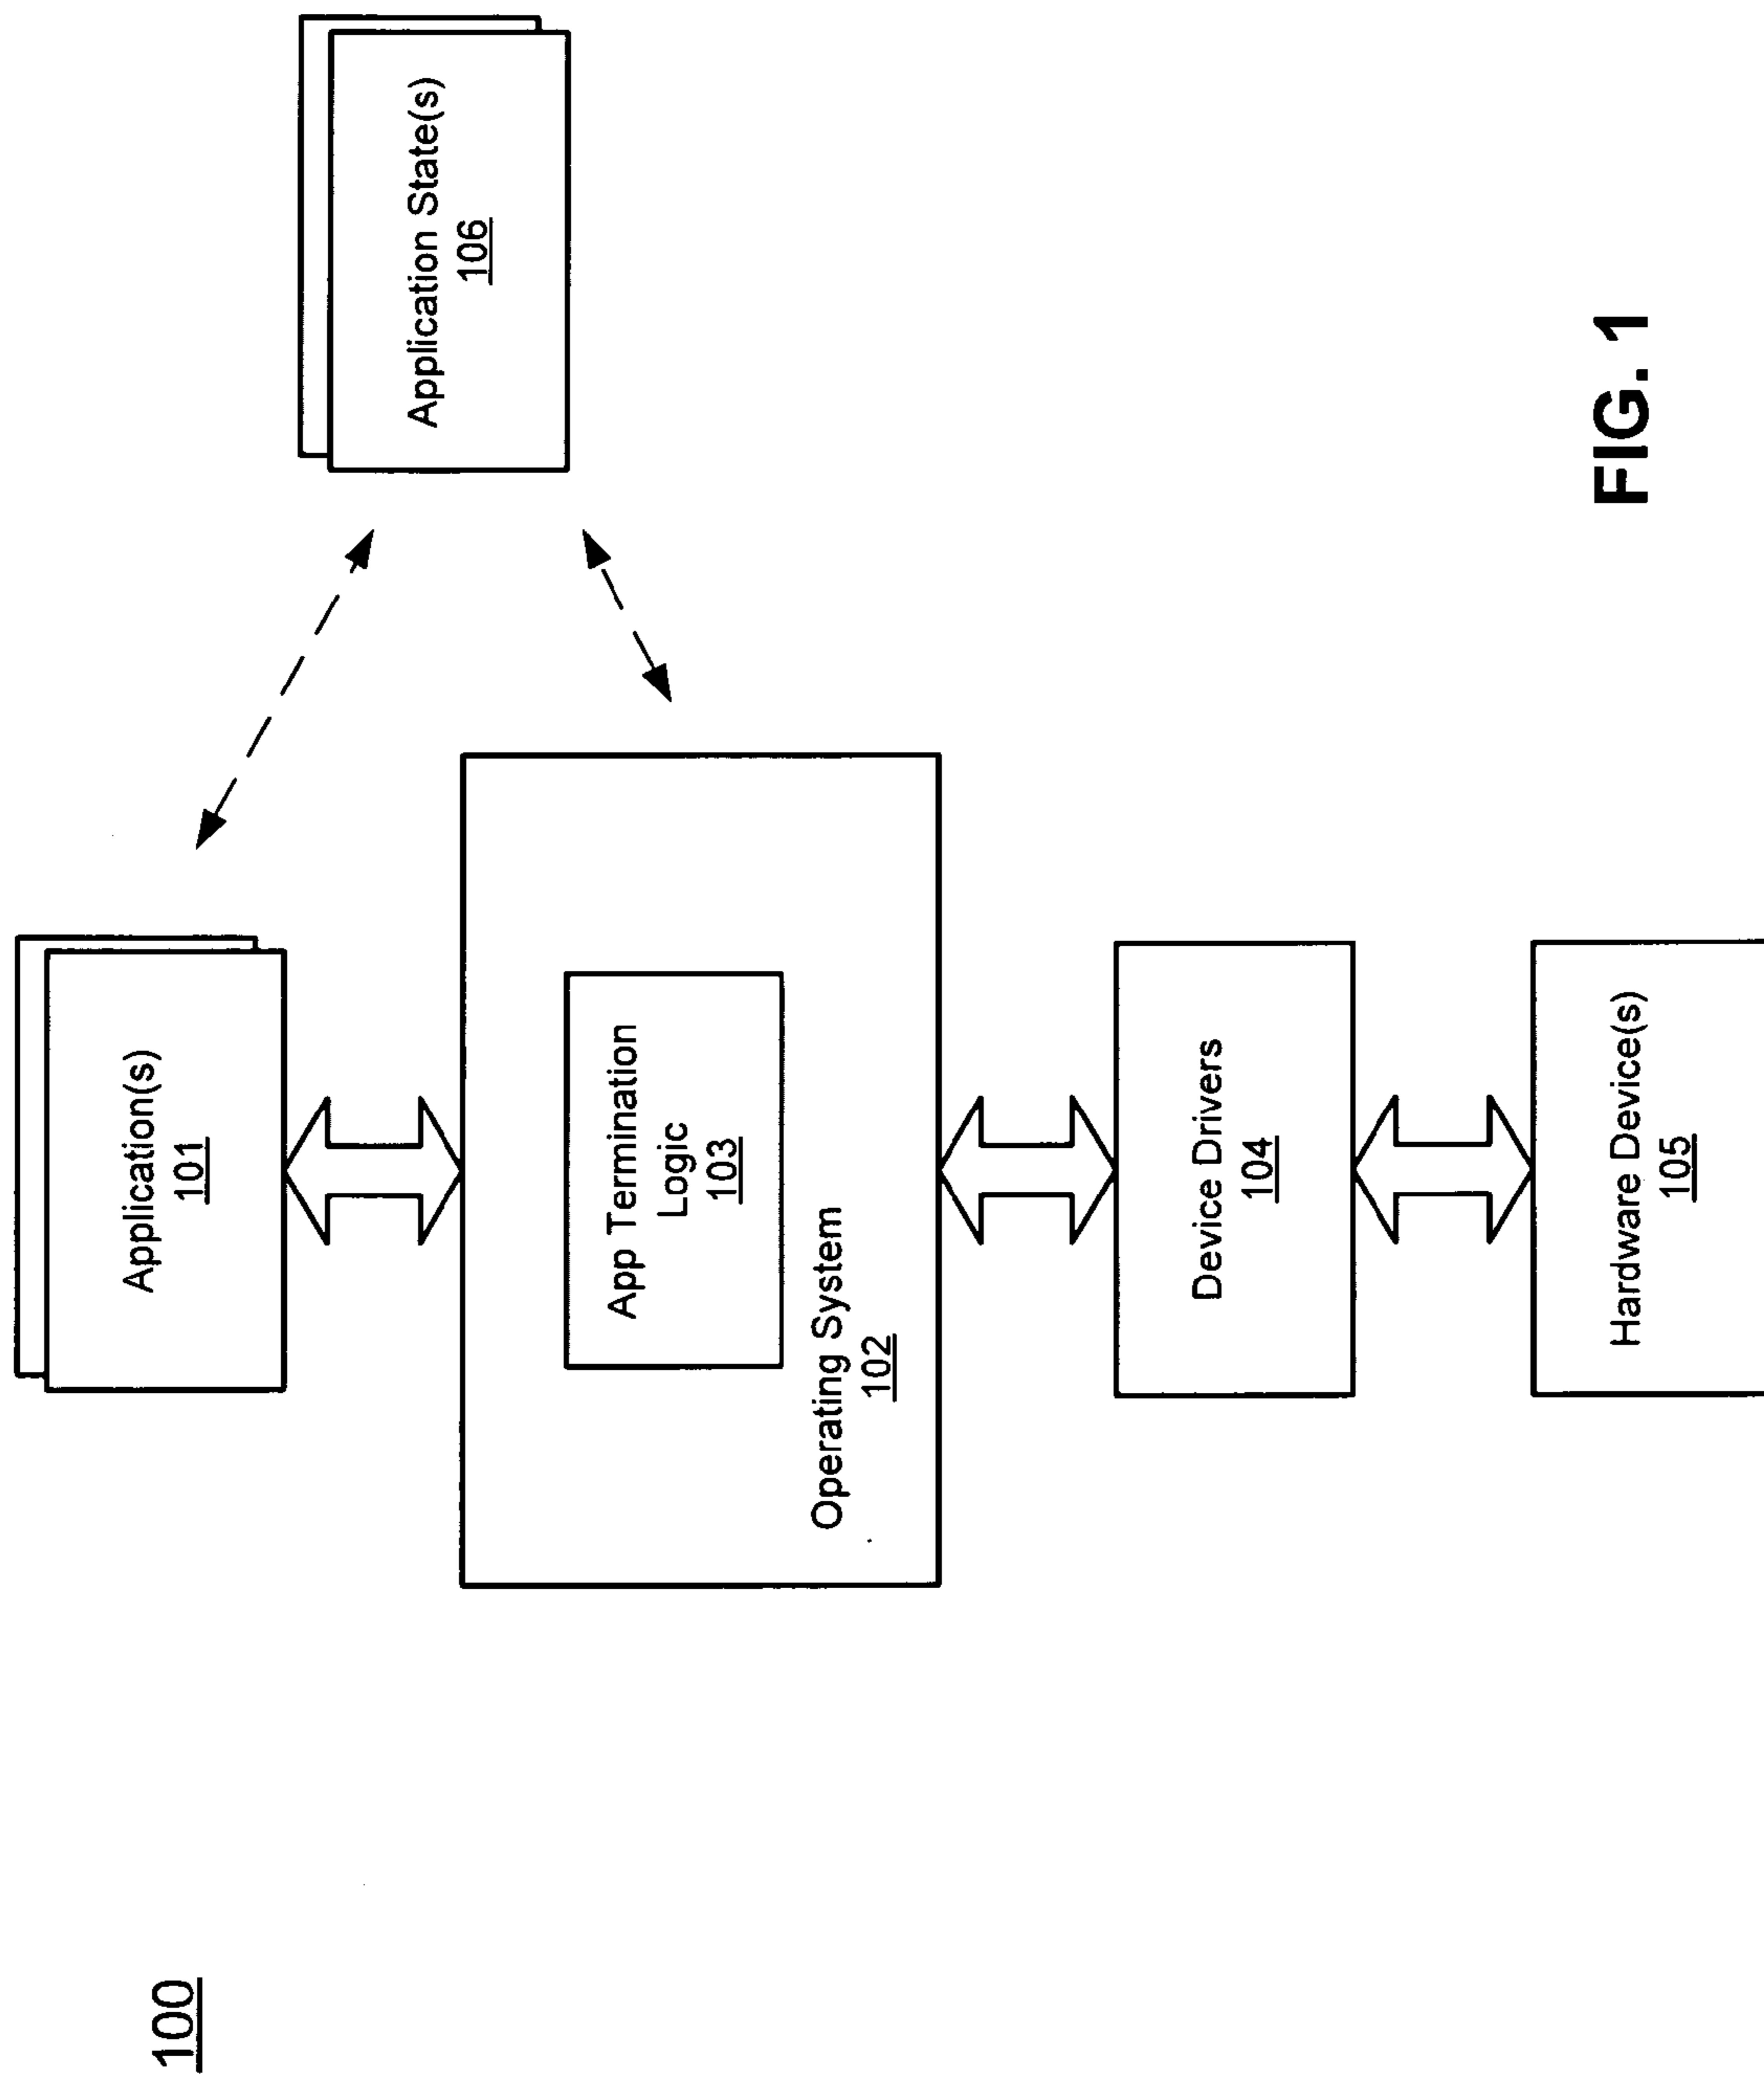 100
Application(s)
101
Application State(s)
106
App Termination
Logic
103
Operating System
102
Device Drivers
104
Hardware Device(s)
105
FIG. 1